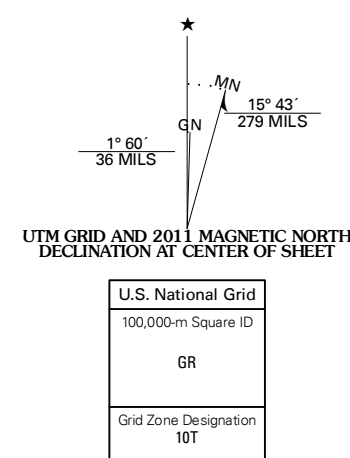 ★
MN
15° 43´
279 MILS
GN
1° 60´
36 MILS
UTM GRID AND 2011 MAGNETIC NORTH
DECLINATION AT CENTER OF SHEET
U.S. National Grid
100,000-m Square ID
GR
Grid Zone Designation
10T